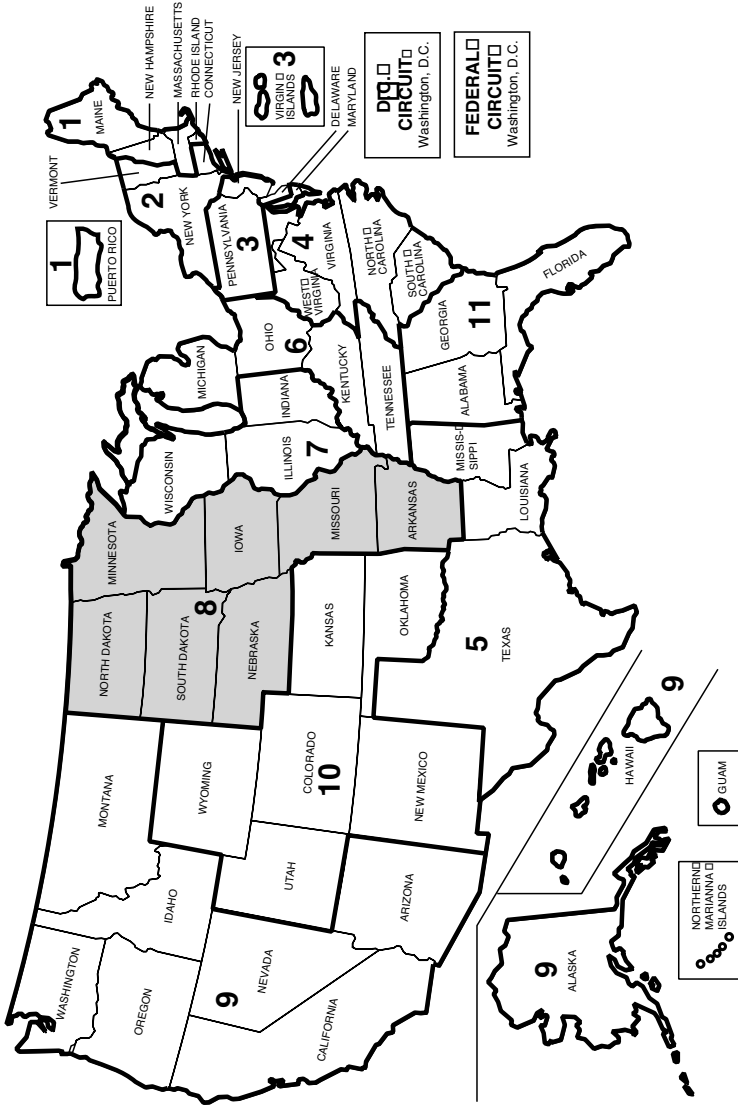 WASHINGTON
OREGON
CALIFORNIA
NEVADA
9
IDAHO
MONTANA
WYOMING
UTAH
COLORADO
10
ARIZONA
NEW MEXICO
NORTH DAKOTA
SOUTH DAKOTA
8
NEBRASKA
KANSAS
OKLAHOMA
TEXAS
5
MINNESOTA
IOWA
MISSOURI
ARKANSAS
LOUISIANA
MISSIS-□
SIPPI
WISCONSIN
ILLINOIS
7
INDIANA
MICHIGAN
OHIO
6
KENTUCKY
TENNESSEE
ALABAMA
GEORGIA
11
FLORIDA
SOUTH □
CAROLINA
NORTH □
CAROLINA
VIRGINIA
4
WEST□
VIRGINIA
PENNSYLVANIA
3
NEW YORK
2
VERMONT
MAINE
1
NEW HAMPSHIRE
MASSACHUSETTS
RHODE ISLAND
CONNECTICUT
NEW JERSEY
DELAWARE
MARYLAND
1
PUERTO RICO
VIRGIN □
ISLANDS
3
CIRCUIT□
Washington, D.C.
FEDERAL□
CIRCUIT□
Washington, D.C.
ALASKA
9
HAWAII
9
GUAM
NORTHERN□
MARIANNA □
ISLANDS